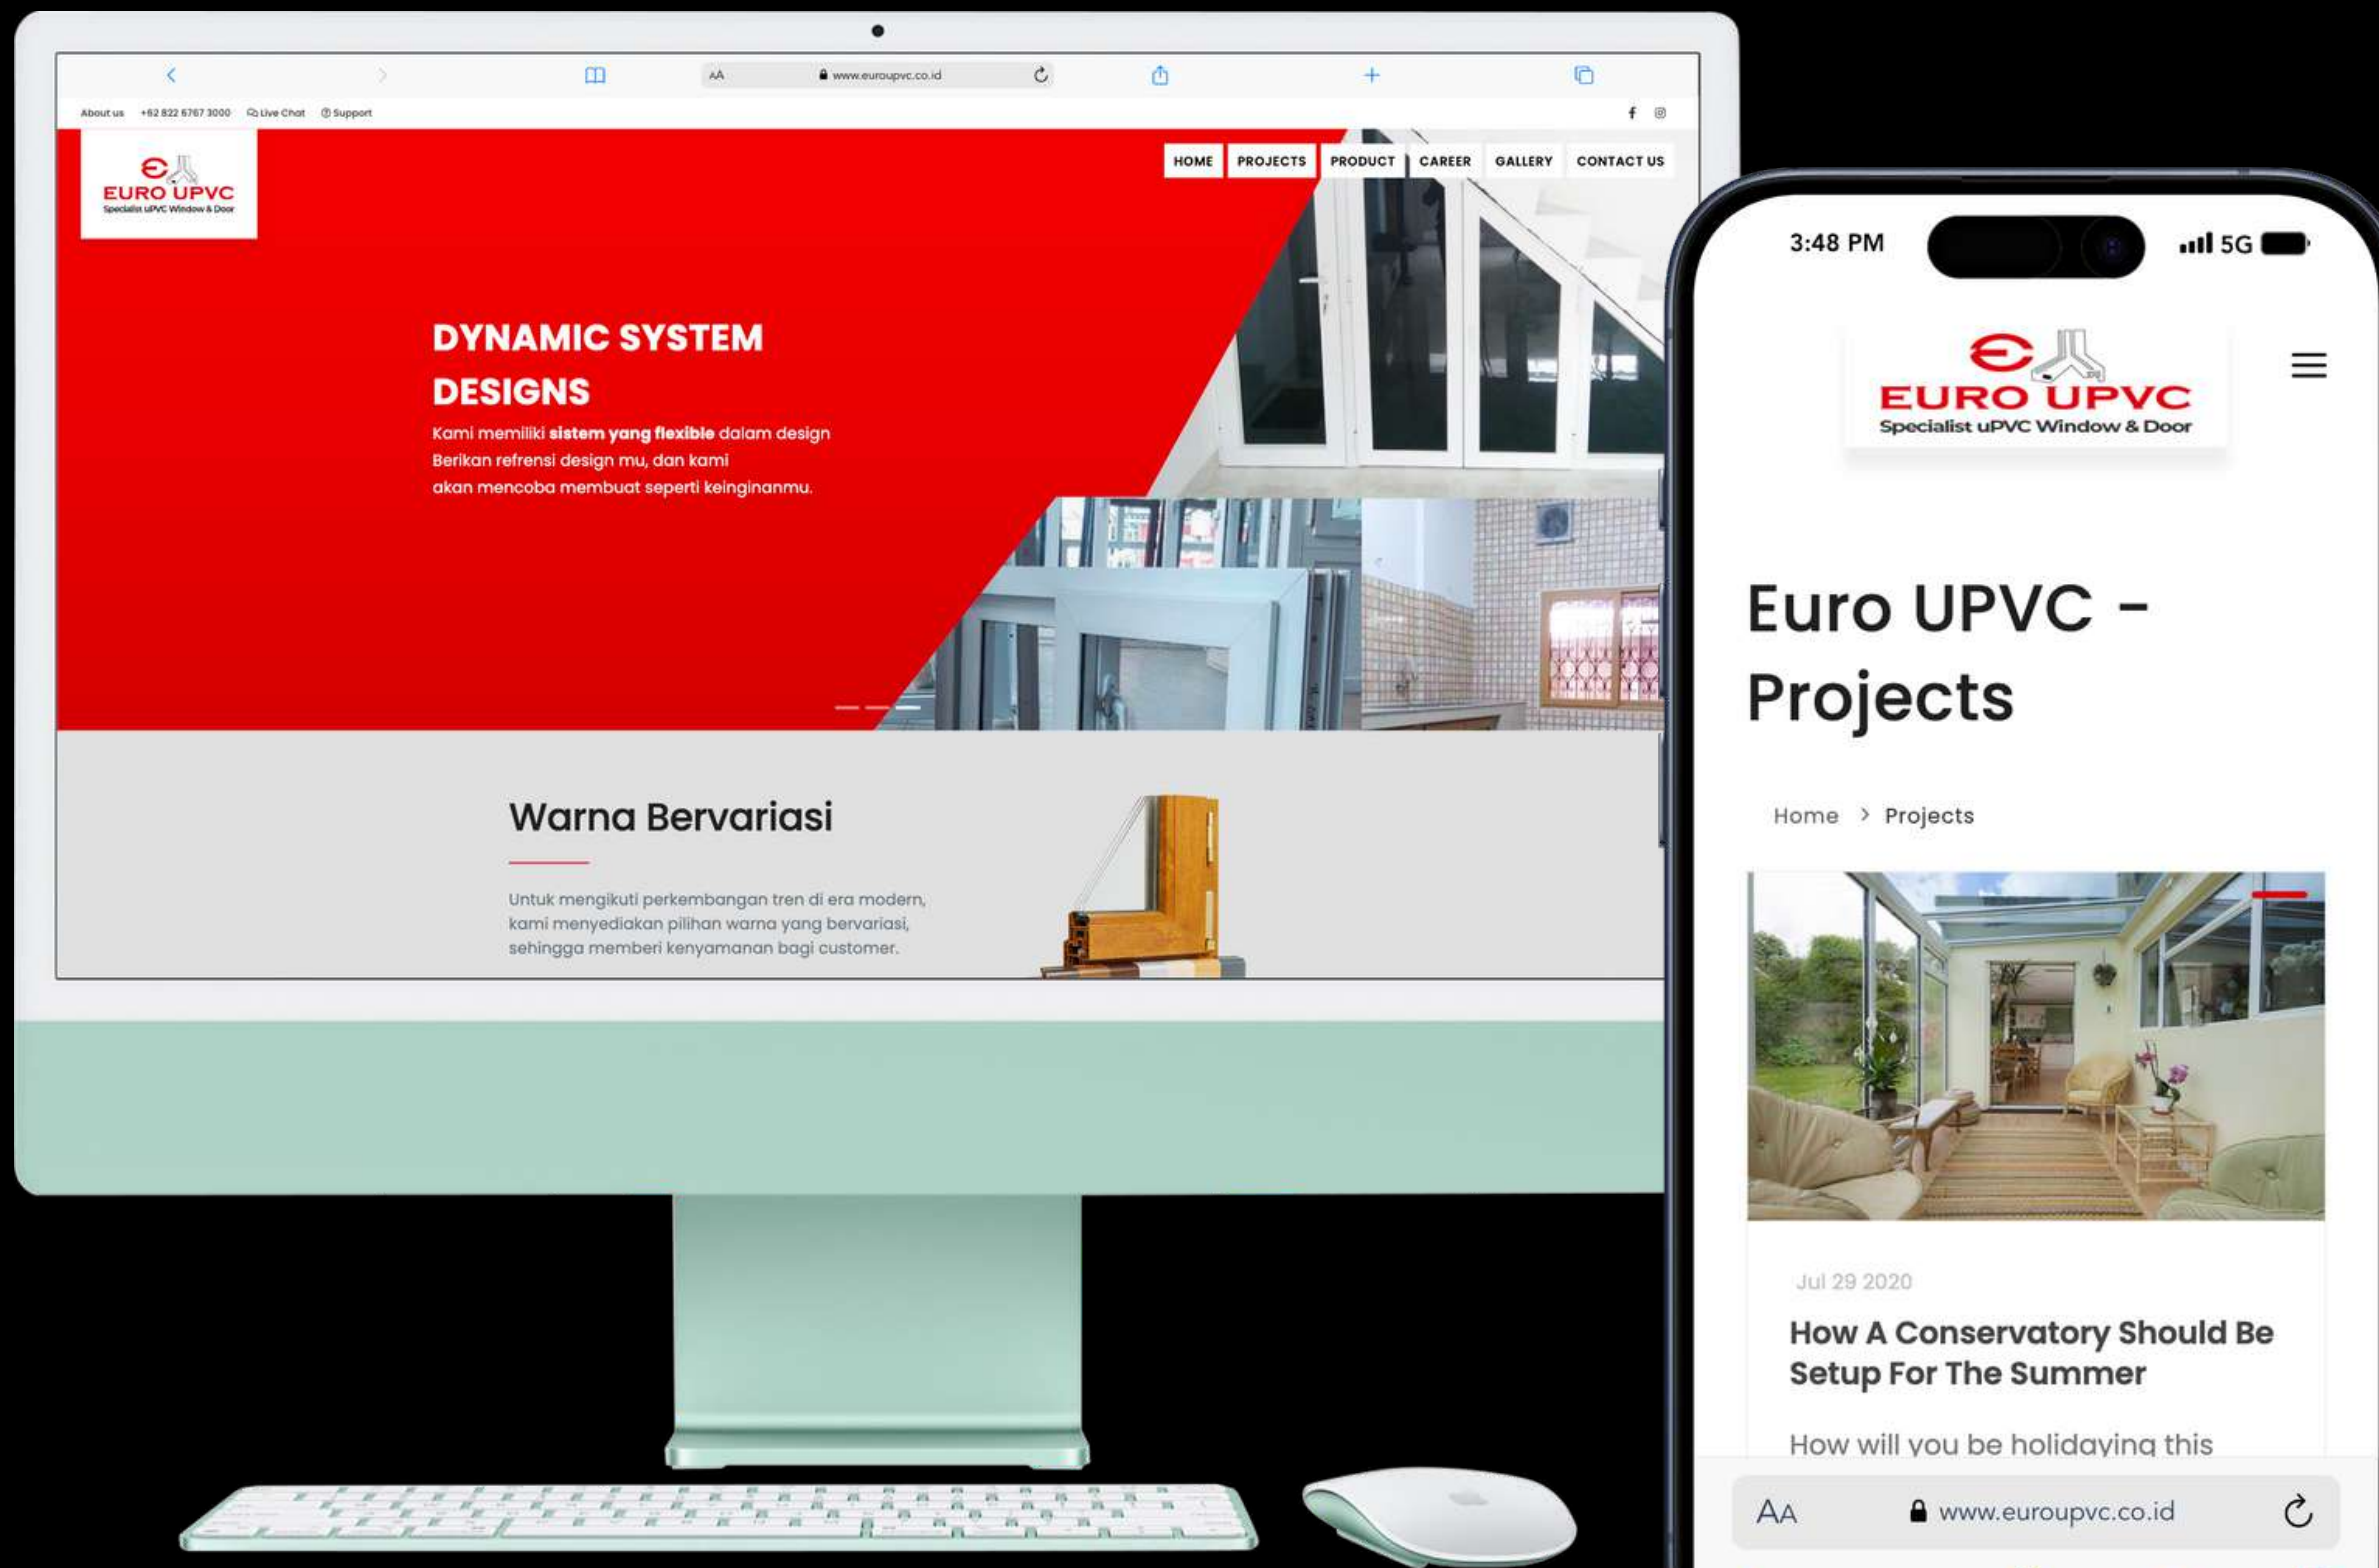 AA www.euroupvc.co.id
About us +62 822 6767 3000 Live Chat Support
EURO UPVC
Specialist uPVC Window & Door
HOME PROJECTS PRODUCT CAREER GALLERY CONTACT US
DYNAMIC SYSTEM
DESIGNS
Kami memiliki sistem yang flexible dalam design
Berikan refrensi design mu, dan kami
akan mencoba membuat seperti keinginanmu.
Warna Bervariasi
Untuk mengikuti perkembangan tren di era modern,
kami menyediakan pilihan warna yang bervariasi,
sehingga memberi kenyamanan bagi customer.
3:48 PM 5G
EURO UPVC
Specialist uPVC Window & Door
Euro UPVC -
Projects
Home > Projects
Jul 29 2020
How A Conservatory Should Be
Setup For The Summer
How will you be holidaying this
AA www.euroupvc.co.id